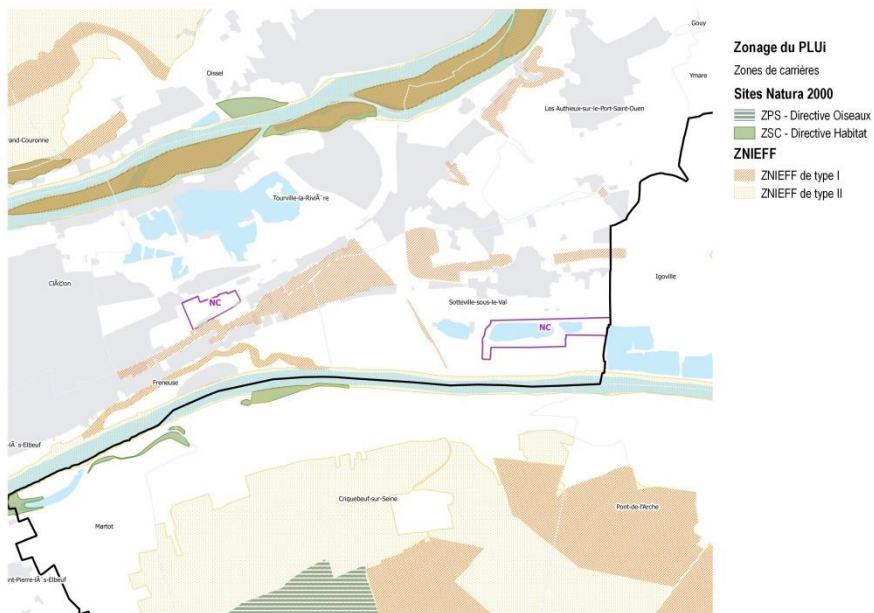 Gouy
Oissel
Ymare
Les Authieux-sur-le-Port-Saint-Ouen
rand-Couronne
Tourville-la-RiviÃ¨re
Igoville
ClÃ©on
NC
Sotteville-sous-le-Val
NC
Freneuse
-lÃ¨s-Elbeuf
Criquebeuf-sur-Seine
Pont-de-l'Arche
Martot
nt-Pierre-lÃ¨s-Elbeuf
Zonage du PLUi
Zones de carrières
Sites Natura 2000
ZPS - Directive Oiseaux
ZSC - Directive Habitat
ZNIEFF
ZNIEFF de type I
ZNIEFF de type II